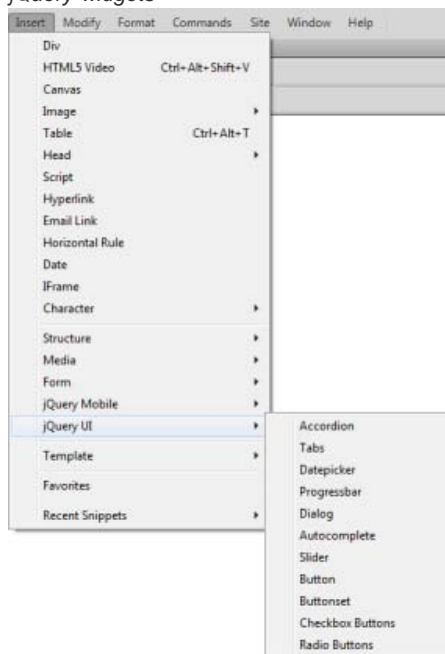 jQuery widgets
Insert Modify Format Commands Site Window Help
Div
HTML5 Video Ctrl+Alt+Shift+V
Canvas
Image
Table Ctrl+Alt+T
Head
Script
Hyperlink
Email Link
Horizontal Rule
Date
IFrame
Character
Structure
Media
Form
jQuery Mobile
jQuery UI
Template
Favorites
Recent Snippets
Accordion
Tabs
Datepicker
Progressbar
Dialog
Autocomplete
Slider
Button
Buttonset
Checkbox Buttons
Radio Buttons